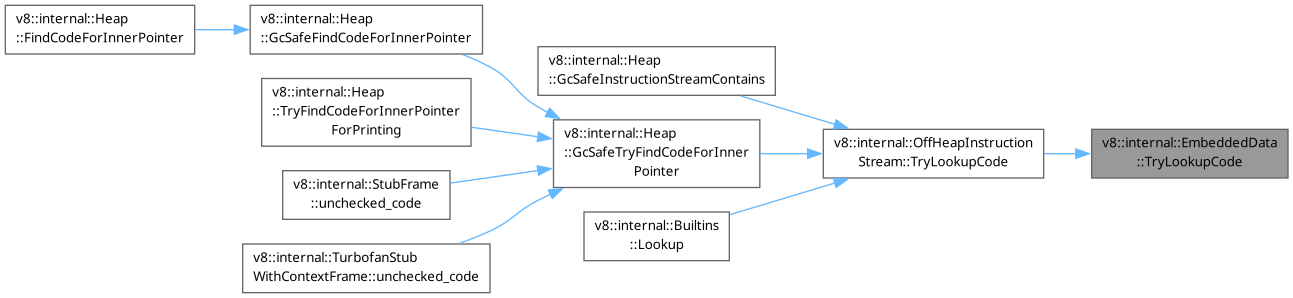 v8::internal::Heap
::FindCodeForInnerPointer
v8::internal::Heap
::GcSafeFindCodeForInnerPointer
v8::internal::Heap
::TryFindCodeForInnerPointer
ForPrinting
v8::internal::StubFrame
::unchecked_code
v8::internal::TurbofanStub
WithContextFrame::unchecked_code
v8::internal::Heap
::GcSafeInstructionStreamContains
v8::internal::Heap
::GcSafeTryFindCodeForInner
Pointer
v8::internal::Builtins
::Lookup
v8::internal::OffHeapInstruction
Stream::TryLookupCode
v8::internal::EmbeddedData
::TryLookupCode